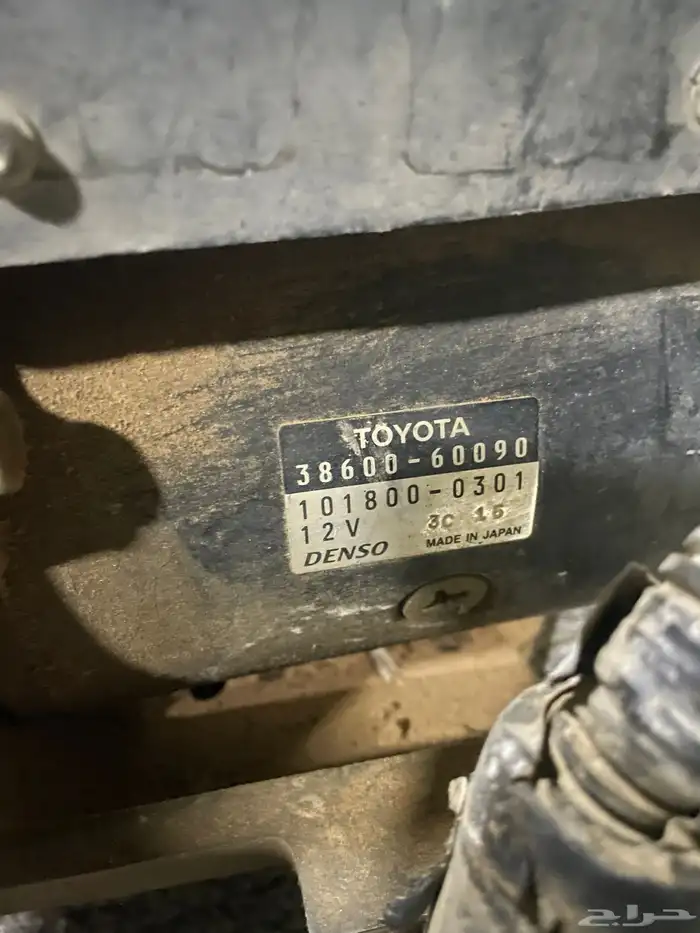 TOYOTA
38600-60090
101800-0301
12V 3C 15
DENSO MADE IN JAPAN
حراج